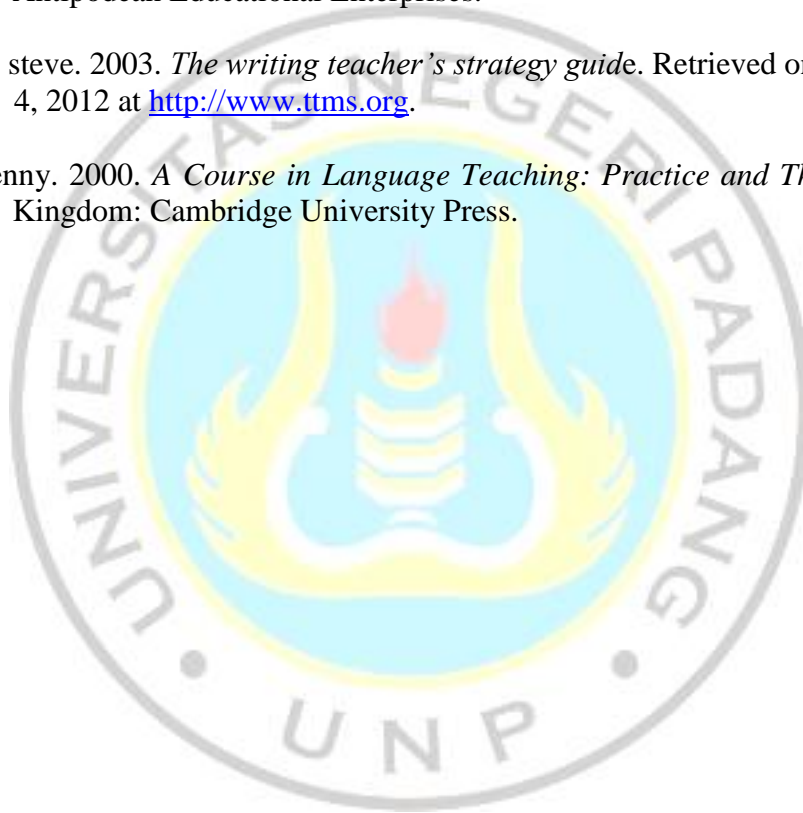 Antipodean Educational Enterprises.
steve. 2003. The writing teacher’s strategy guide. Retrieved on
4, 2012 at http://www.ttms.org.
enny. 2000. A Course in Language Teaching: Practice and Th
Kingdom: Cambridge University Press.
UNIVERSITAS NEGERI PADANG
UNP